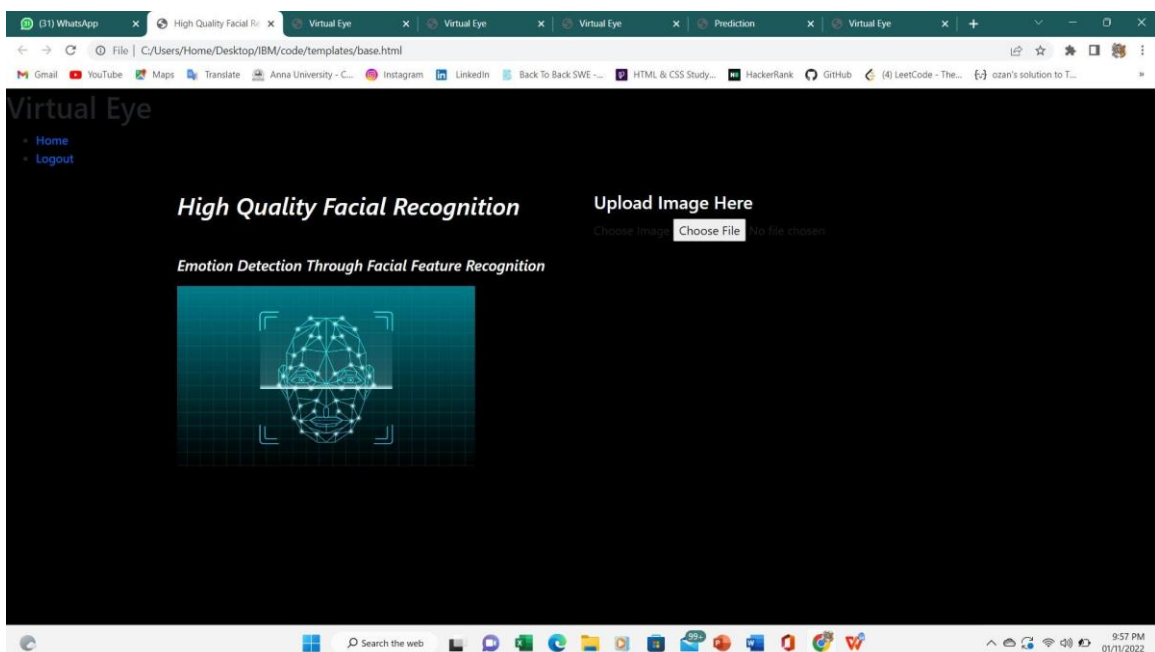 (31) WhatsApp
High Quality Facial Re
Virtual Eye
Virtual Eye
Virtual Eye
Prediction
Virtual Eye
File | C:/Users/Home/Desktop/IBM/code/templates/base.html
Gmail YouTube Maps Translate Anna University - C... Instagram LinkedIn Back To Back SWE -... HTML & CSS Study... HackerRank GitHub (4) LeetCode - The... ozan's solution to T... »
Virtual Eye
Home
Logout
High Quality Facial Recognition
Emotion Detection Through Facial Feature Recognition
Upload Image Here
Choose Image Choose File No file chosen
Search the web
99+
9:57 PM
01/11/2022